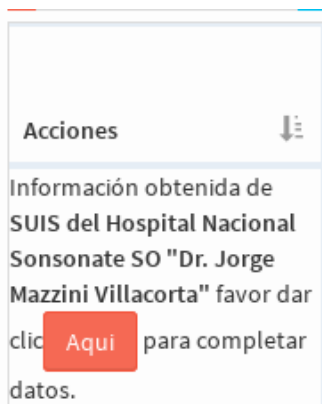 Acciones
Información obtenida de
SUIS del Hospital Nacional
Sonsonate SO "Dr. Jorge
Mazzini Villacorta" favor dar
clic Aqui para completar
datos.